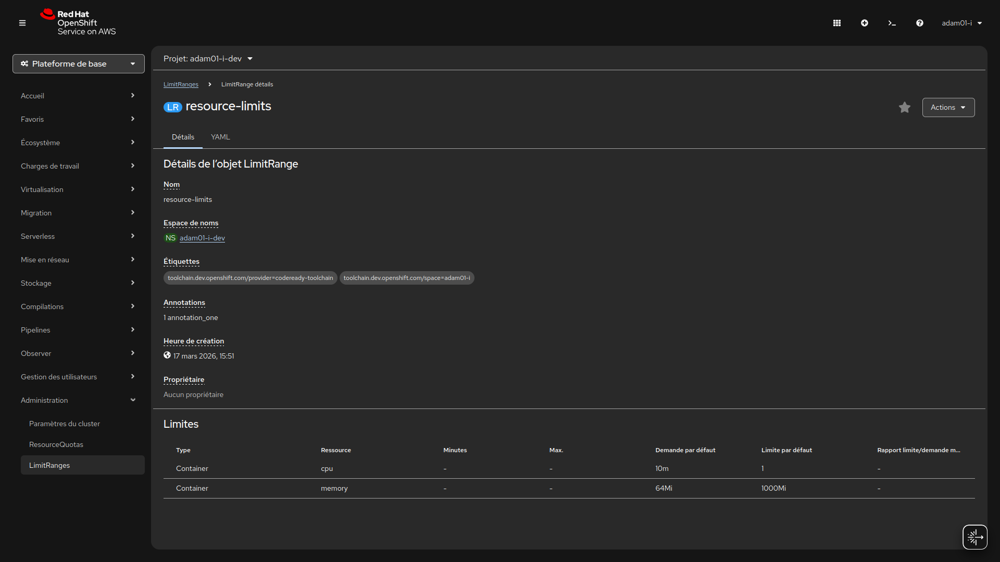 Red Hat
OpenShift
Service on AWS
adam01-i
Plateforme de base
Accueil
Favoris
Écosystème
Charges de travail
Virtualisation
Migration
Serverless
Mise en réseau
Stockage
Compilations
Pipelines
Observer
Gestion des utilisateurs
Administration
Paramètres du cluster
ResourceQuotas
LimitRanges
Projet: adam01-i-dev
LimitRanges LimitRange détails
LR resource-limits
Actions
Détails YAML
Détails de l’objet LimitRange
Nom
resource-limits
Espace de noms
NS adam01-i-dev
Étiquettes
toolchain.dev.openshift.com/provider=codeready-toolchain toolchain.dev.openshift.com/space=adam01-i
Annotations
1 annotation_one
Heure de création
17 mars 2026, 15:51
Propriétaire
Aucun propriétaire
Limites
Type Ressource Minutes Max. Demande par défaut Limite par défaut Rapport limite/demande m...
Container cpu - - 10m 1 -
Container memory - - 64Mi 1000Mi -